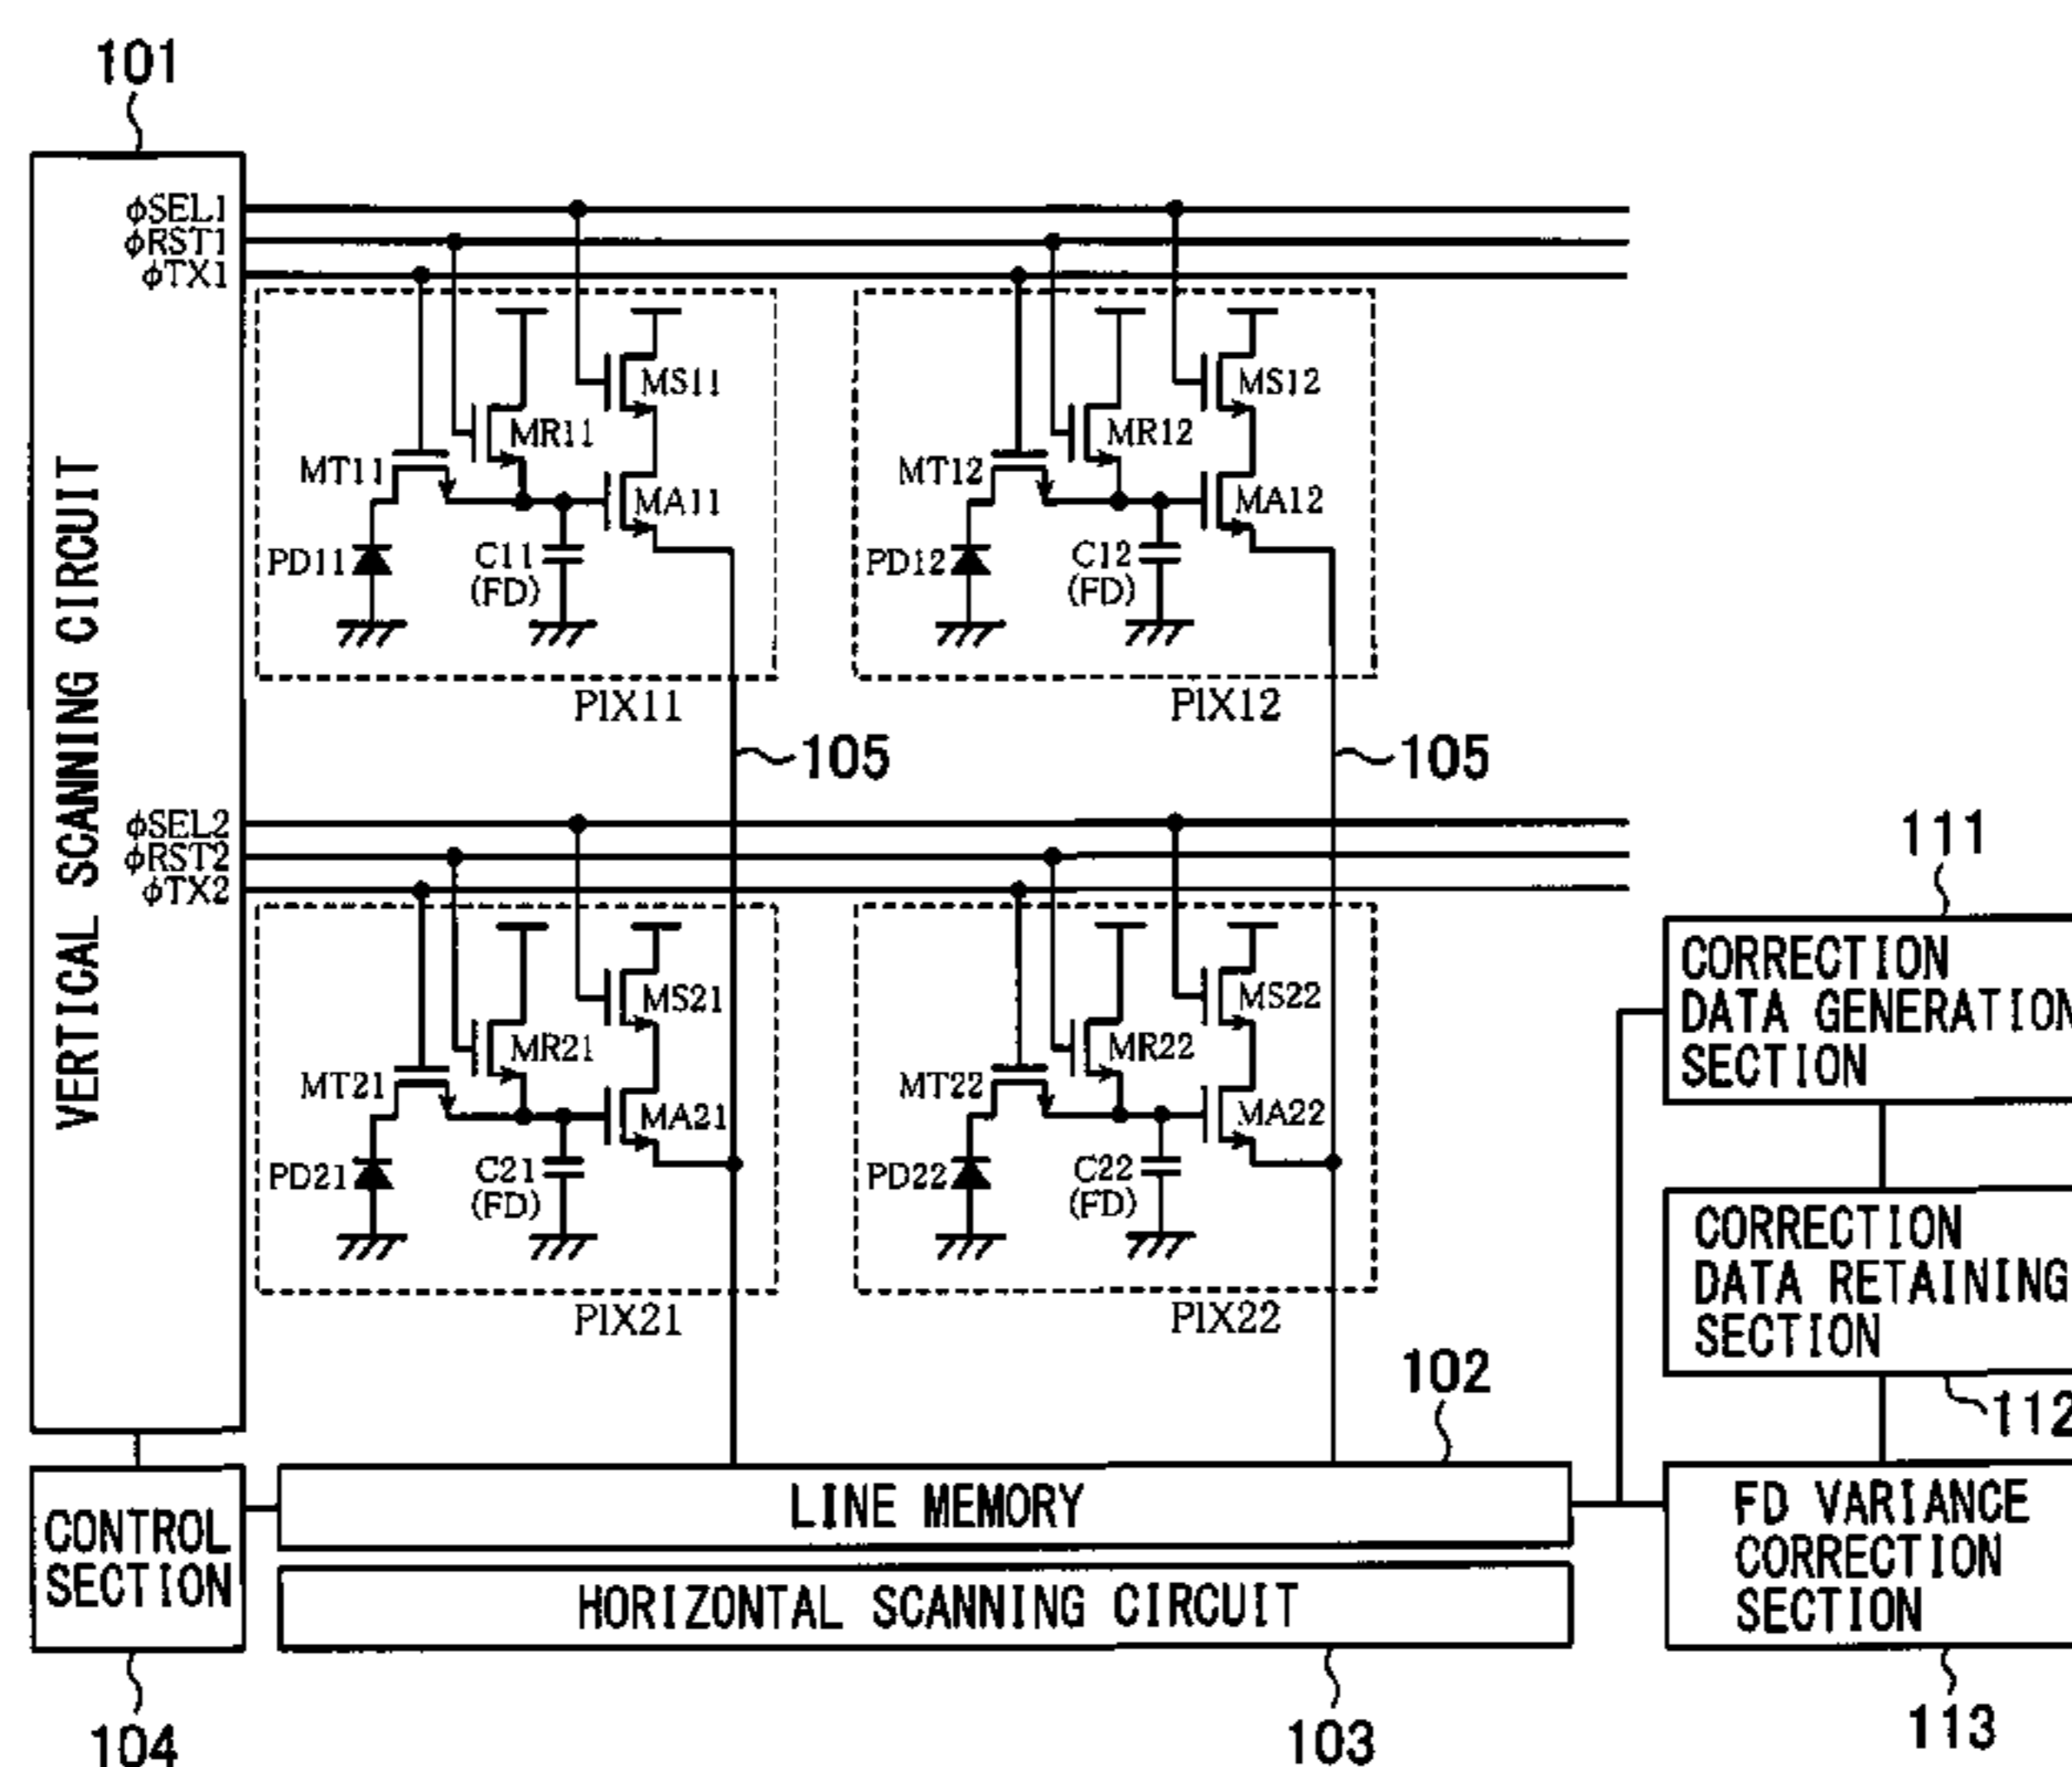 101
φSEL1
φRST1
φTX1
MS11
MR11
MT11
MA11
PD11
C11
(FD)
PIX11
MS12
MR12
MT12
MA12
PD12
C12
(FD)
PIX12
105
105
VERTICAL SCANNING CIRCUIT
φSEL2
φRST2
φTX2
MS21
MR21
MT21
MA21
PD21
C21
(FD)
PIX21
MS22
MR22
MT22
MA22
PD22
C22
(FD)
PIX22
111
CORRECTION
DATA GENERATION
SECTION
CORRECTION
DATA RETAINING
SECTION
112
102
LINE MEMORY
CONTROL
SECTION
HORIZONTAL SCANNING CIRCUIT
FD VARIANCE
CORRECTION
SECTION
104
103
113